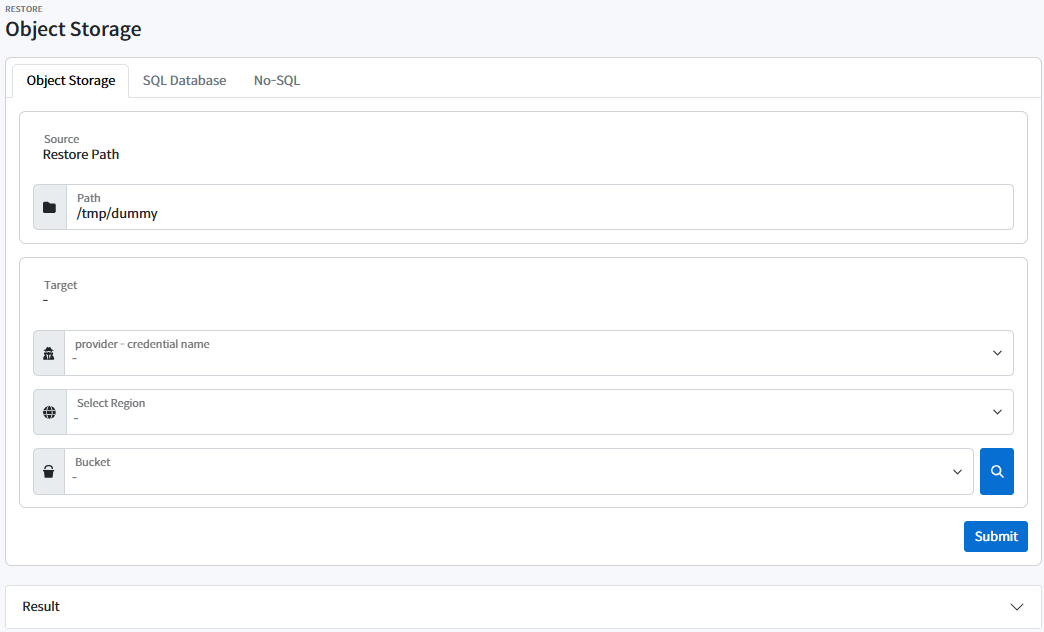 RESTORE
Object Storage
Object Storage SQL Database No-SQL
Source
Restore Path
Path
/tmp/dummy
Target
-
provider - credential name
-
Select Region
-
Bucket
-
Submit
Result